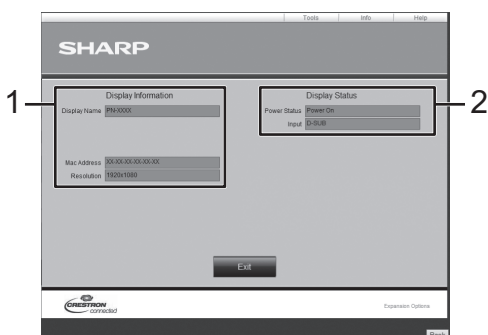 Tools Info Help
SHARP
1
Display Information
Display Name PN-XXXX
Mac Address XX-XX-XX-XX-XX-XX
Resolution 1920x1080
Display Status
Power Status Power On
Input D-SUB
2
Exit
CRESTRON
connected
Expansion Options
Back